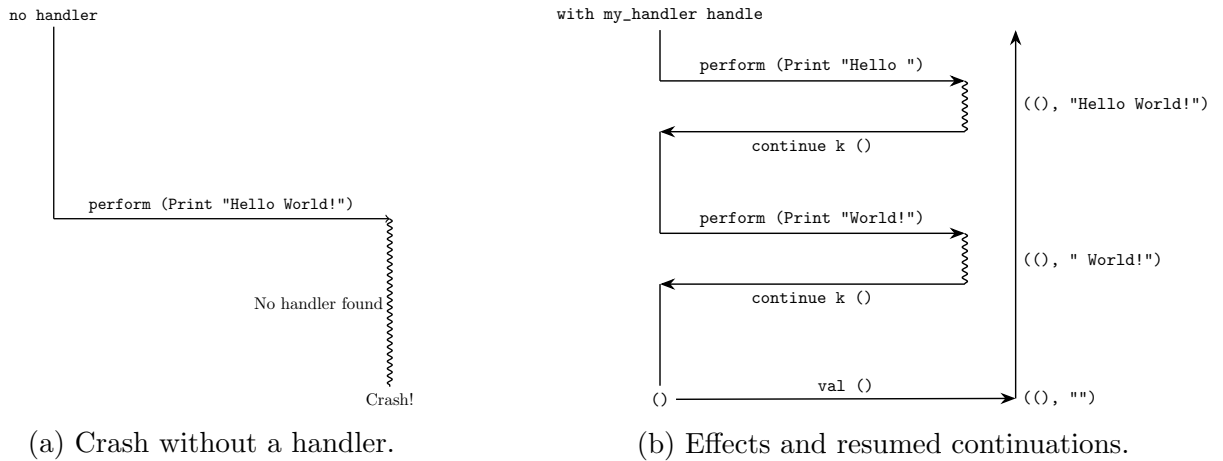 no handler
perform (Print "Hello World!")
No handler found
Crash!
(a) Crash without a handler.
with my_handler handle
perform (Print "Hello ")
((), "Hello World!")
continue k ()
perform (Print "World!")
((), " World!")
continue k ()
val ()
() ((), "")
(b) Effects and resumed continuations.